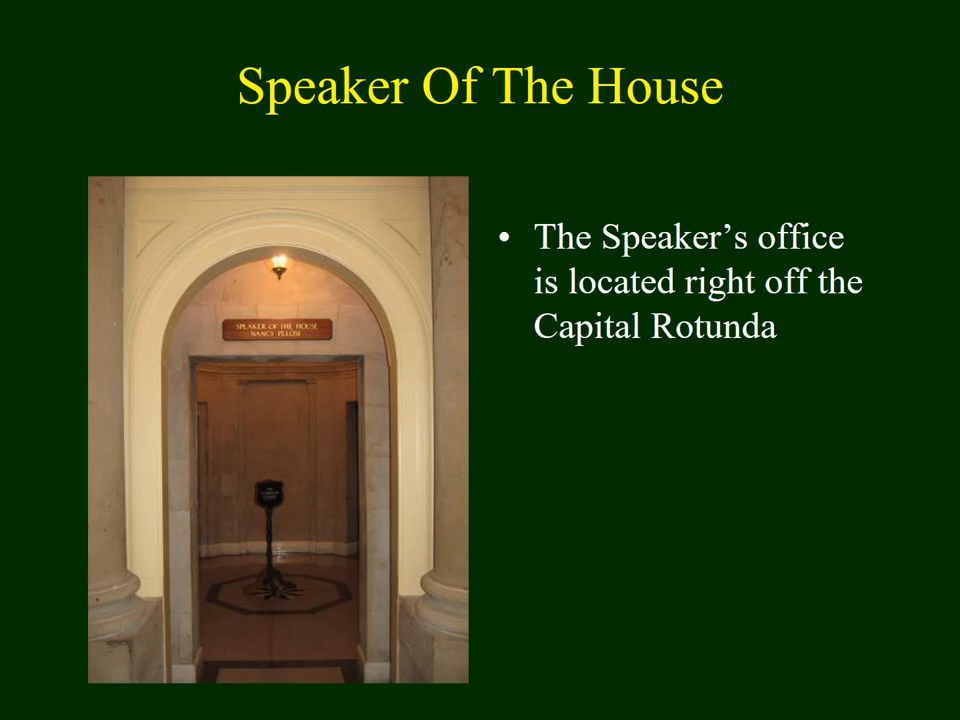 Speaker Of The House
SPEAKER OF THE HOUSE
NANCY PELOSI
• The Speaker’s office
is located right off the
Capital Rotunda